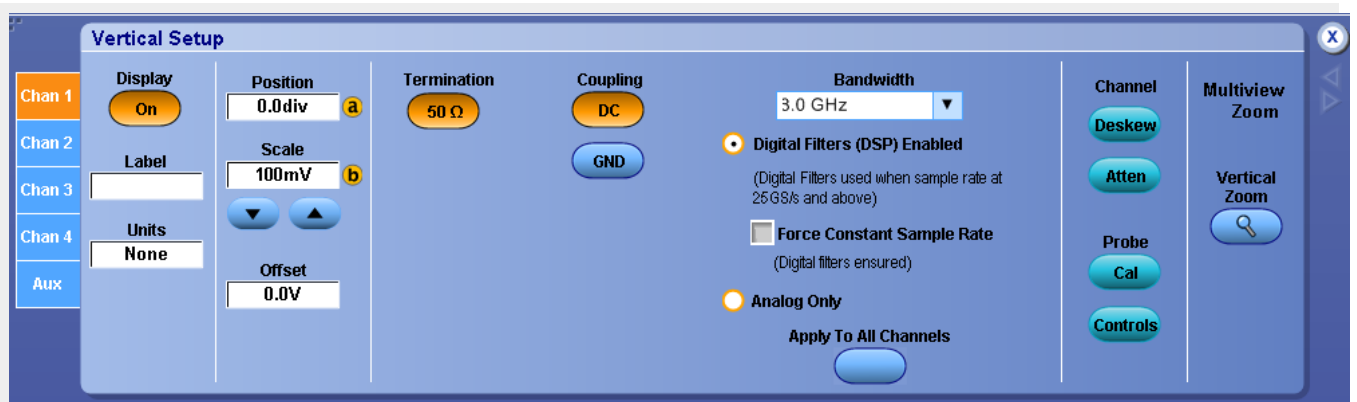 Vertical Setup
X
Chan 1
Chan 2
Chan 3
Chan 4
Aux
Display
On
Label
Units
None
Position
0.0div
a
Scale
100mV
b
Offset
0.0V
Termination
50 Ω
Coupling
DC
GND
Bandwidth
3.0 GHz
Digital Filters (DSP) Enabled
(Digital Filters used when sample rate at
25GS/s and above)
Force Constant Sample Rate
(Digital filters ensured)
Analog Only
Apply To All Channels
Channel
Deskew
Atten
Probe
Cal
Controls
Multiview
Zoom
Vertical
Zoom